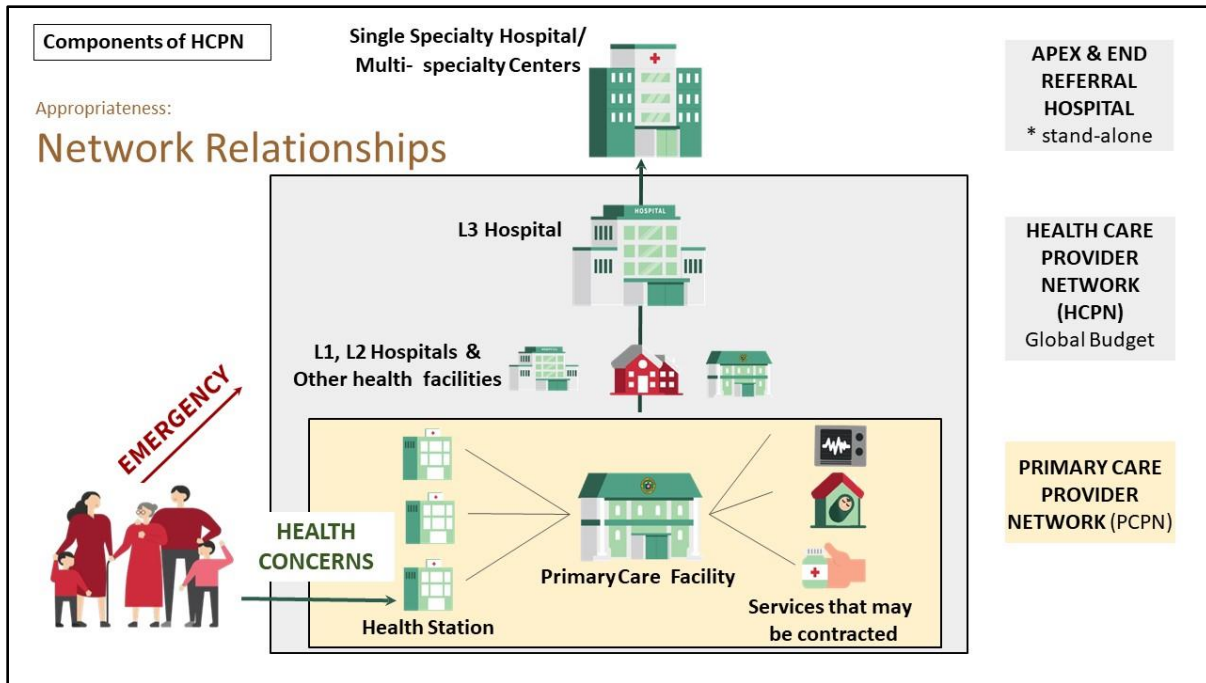 Components of HCPN
Appropriateness:
Network Relationships
Single Specialty Hospital/
Multi- specialty Centers
APEX & END
REFERRAL
HOSPITAL
* stand-alone
HOSPITAL
L3 Hospital
HEALTH CARE
PROVIDER
NETWORK
(HCPN)
Global Budget
L1, L2 Hospitals &
Other health facilities
EMERGENCY
HEALTH
CONCERNS
Health Station
Primary Care Facility
Services that may
be contracted
PRIMARY CARE
PROVIDER
NETWORK (PCPN)